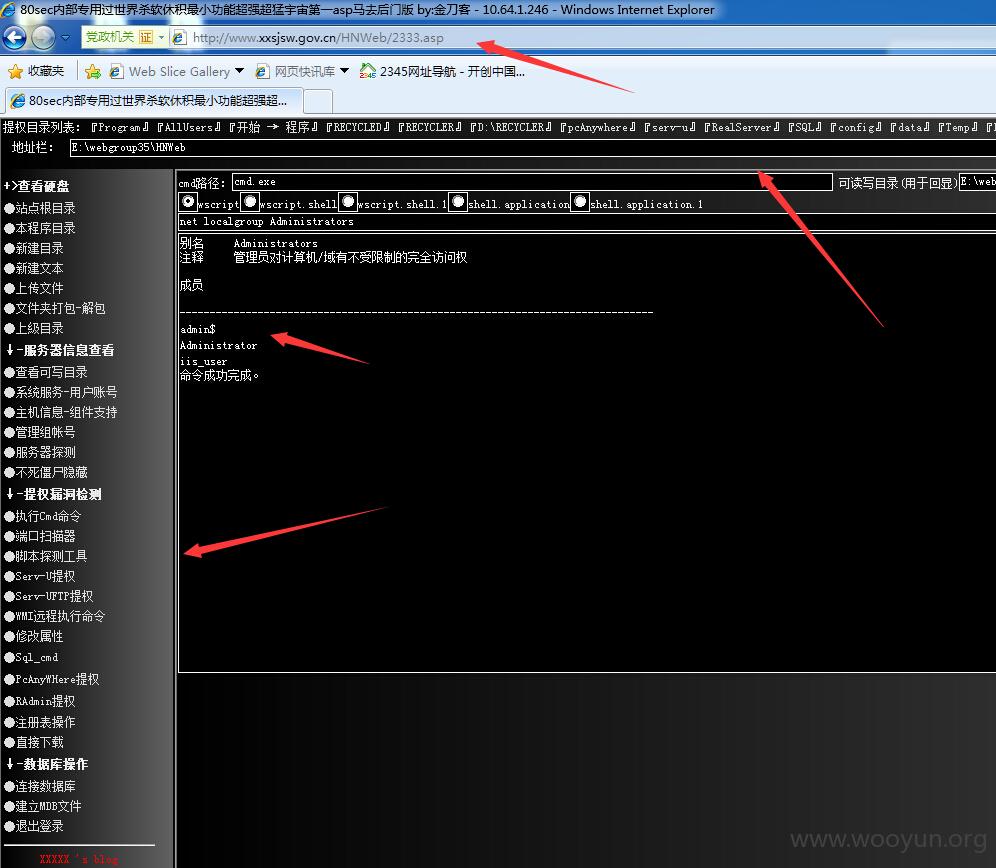 80sec内部专用过世界杀软休积最小功能超强超猛宇宙第一asp马去后门版 by:金刀客 - 10.64.1.246 - Windows Internet Explorer
党政机关 证 http://www.xxsjsw.gov.cn/HNWeb/2333.asp
收藏夹 Web Slice Gallery 网页快讯库 2345网址导航 - 开创中国...
80sec内部专用过世界杀软休积最小功能超强超...
提权目录列表: 『Program』 『AllUsers』 『开始 → 程序』 『RECYCLED』 『RECYCLER』 『D:\RECYCLER』 『pcAnywhere』 『serv-u』 『RealServer』 『SQL』 『config』 『data』 『Temp』
地址栏: E:\webgroup35\HNWeb
+>查看硬盘
●站点根目录
●本程序目录
●新建目录
●新建文本
●上传文件
●文件夹打包-解包
●上级目录
↓-服务器信息查看
●查看可写目录
●系统服务-用户账号
●主机信息-组件支持
●管理组帐号
●服务器探测
●不死僵尸隐藏
↓-提权漏洞检测
●执行Cmd命令
●端口扫描器
●脚本探测工具
●Serv-U提权
●Serv-UFTP提权
●WMI远程执行命令
●修改属性
●Sql_cmd
●PcAnyWHere提权
●RAdmin提权
●注册表操作
●直接下载
↓-数据库操作
●连接数据库
●建立MDB文件
●退出登录
XXXXX 's blog
cmd路径: cmd.exe 可读写目录(用于回显) E:\web
wscript wscript.shell wscript.shell.1 shell.application shell.application.1
net localgroup Administrators
别名 Administrators
注释 管理员对计算机/域有不受限制的完全访问权
成员
-------------------------------------------------------------------------------
admin$
Administrator
iis_user
命令成功完成。
www.wooyun.org